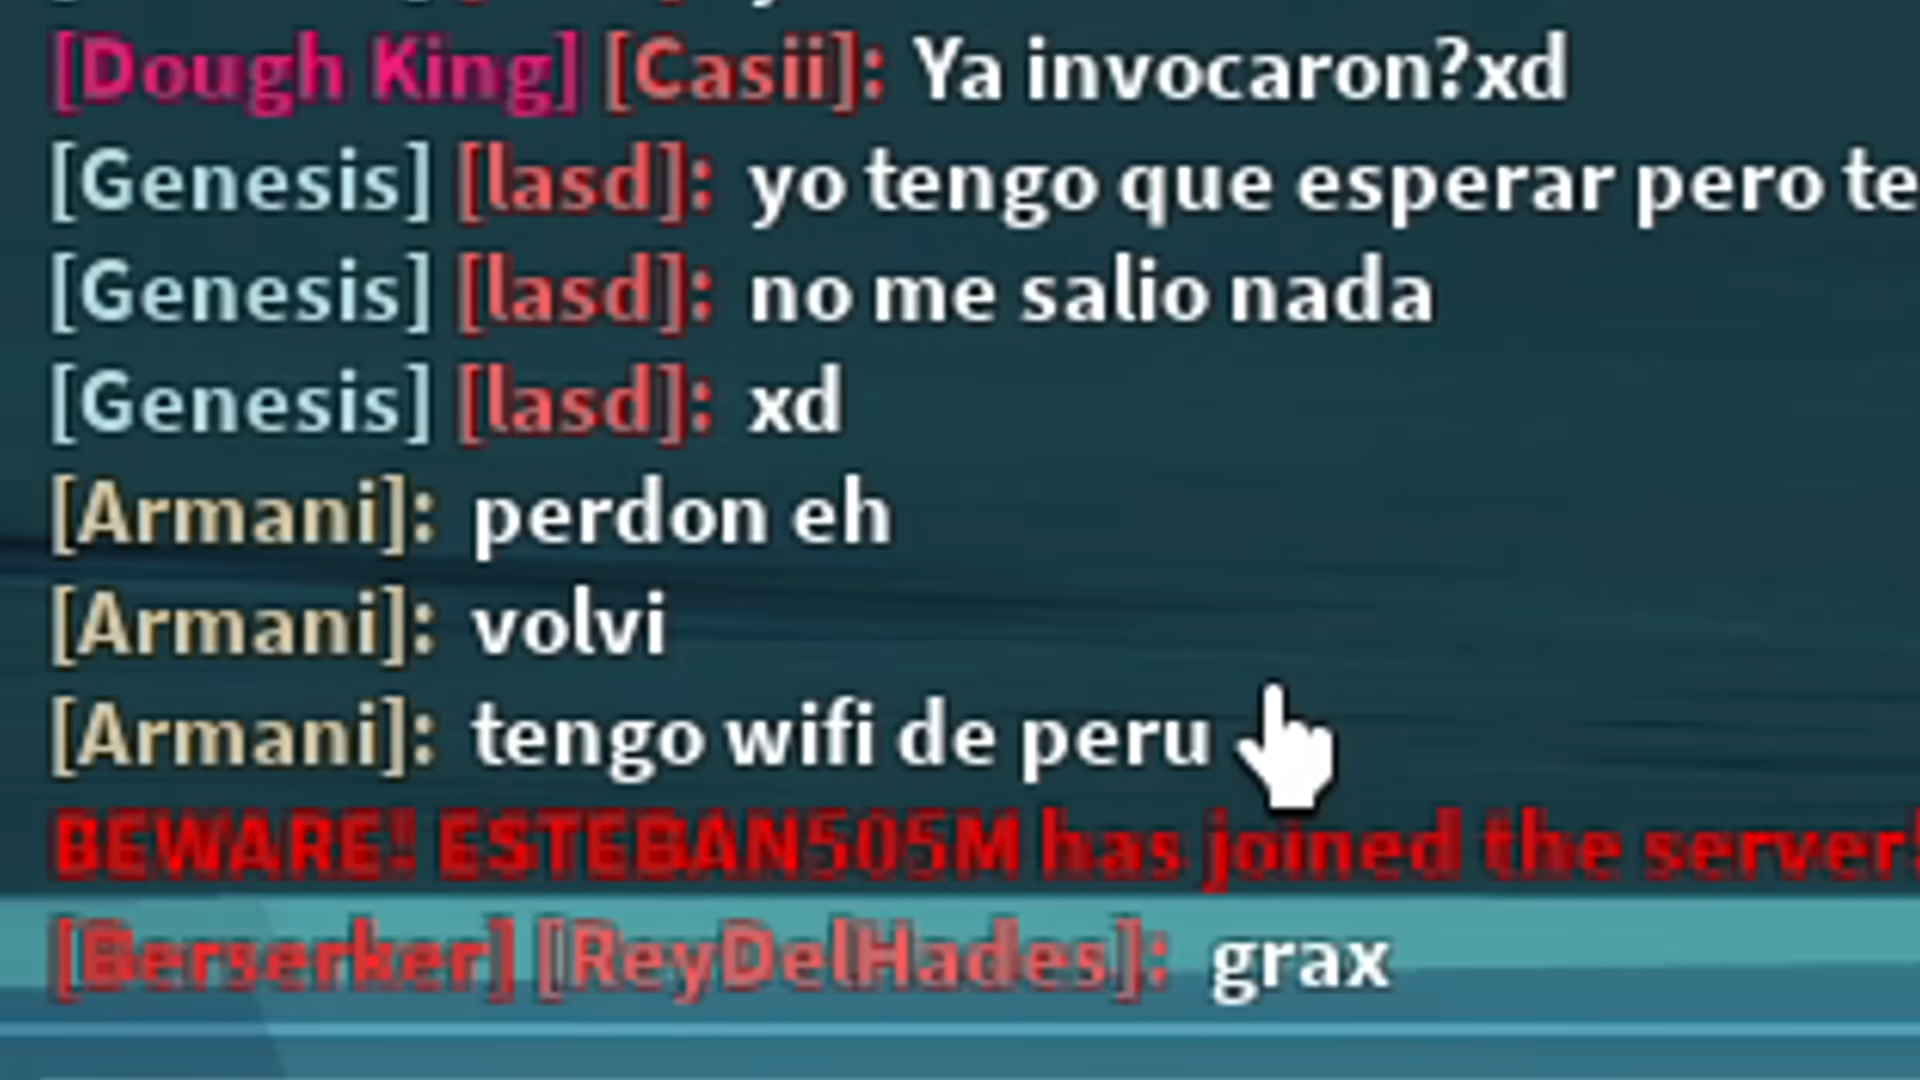 [Dough King] [Casii]: Ya invocaron?xd
[Genesis] [lasd]: yo tengo que esperar pero te
[Genesis] [lasd]: no me salio nada
[Genesis] [lasd]: xd
[Armani]: perdon eh
[Armani]: volvi
[Armani]: tengo wifi de peru
BEWARE! ESTEBAN505M has joined the server!
[Berserker] [ReyDelHades]: grax